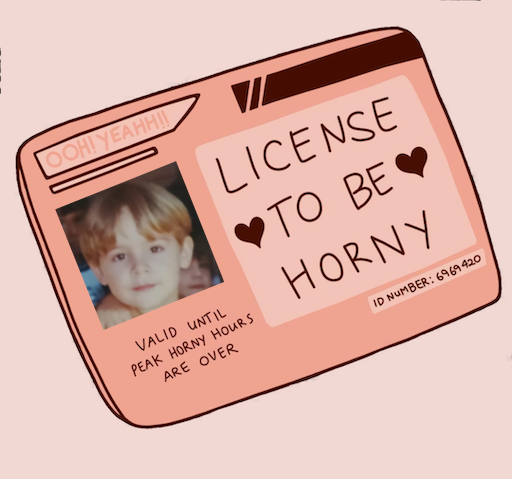 OOH! YEAHH!!
LICENSE
TO BE
HORNY
ID NUMBER: 6969420
VALID UNTIL
PEAK HORNY HOURS
ARE OVER